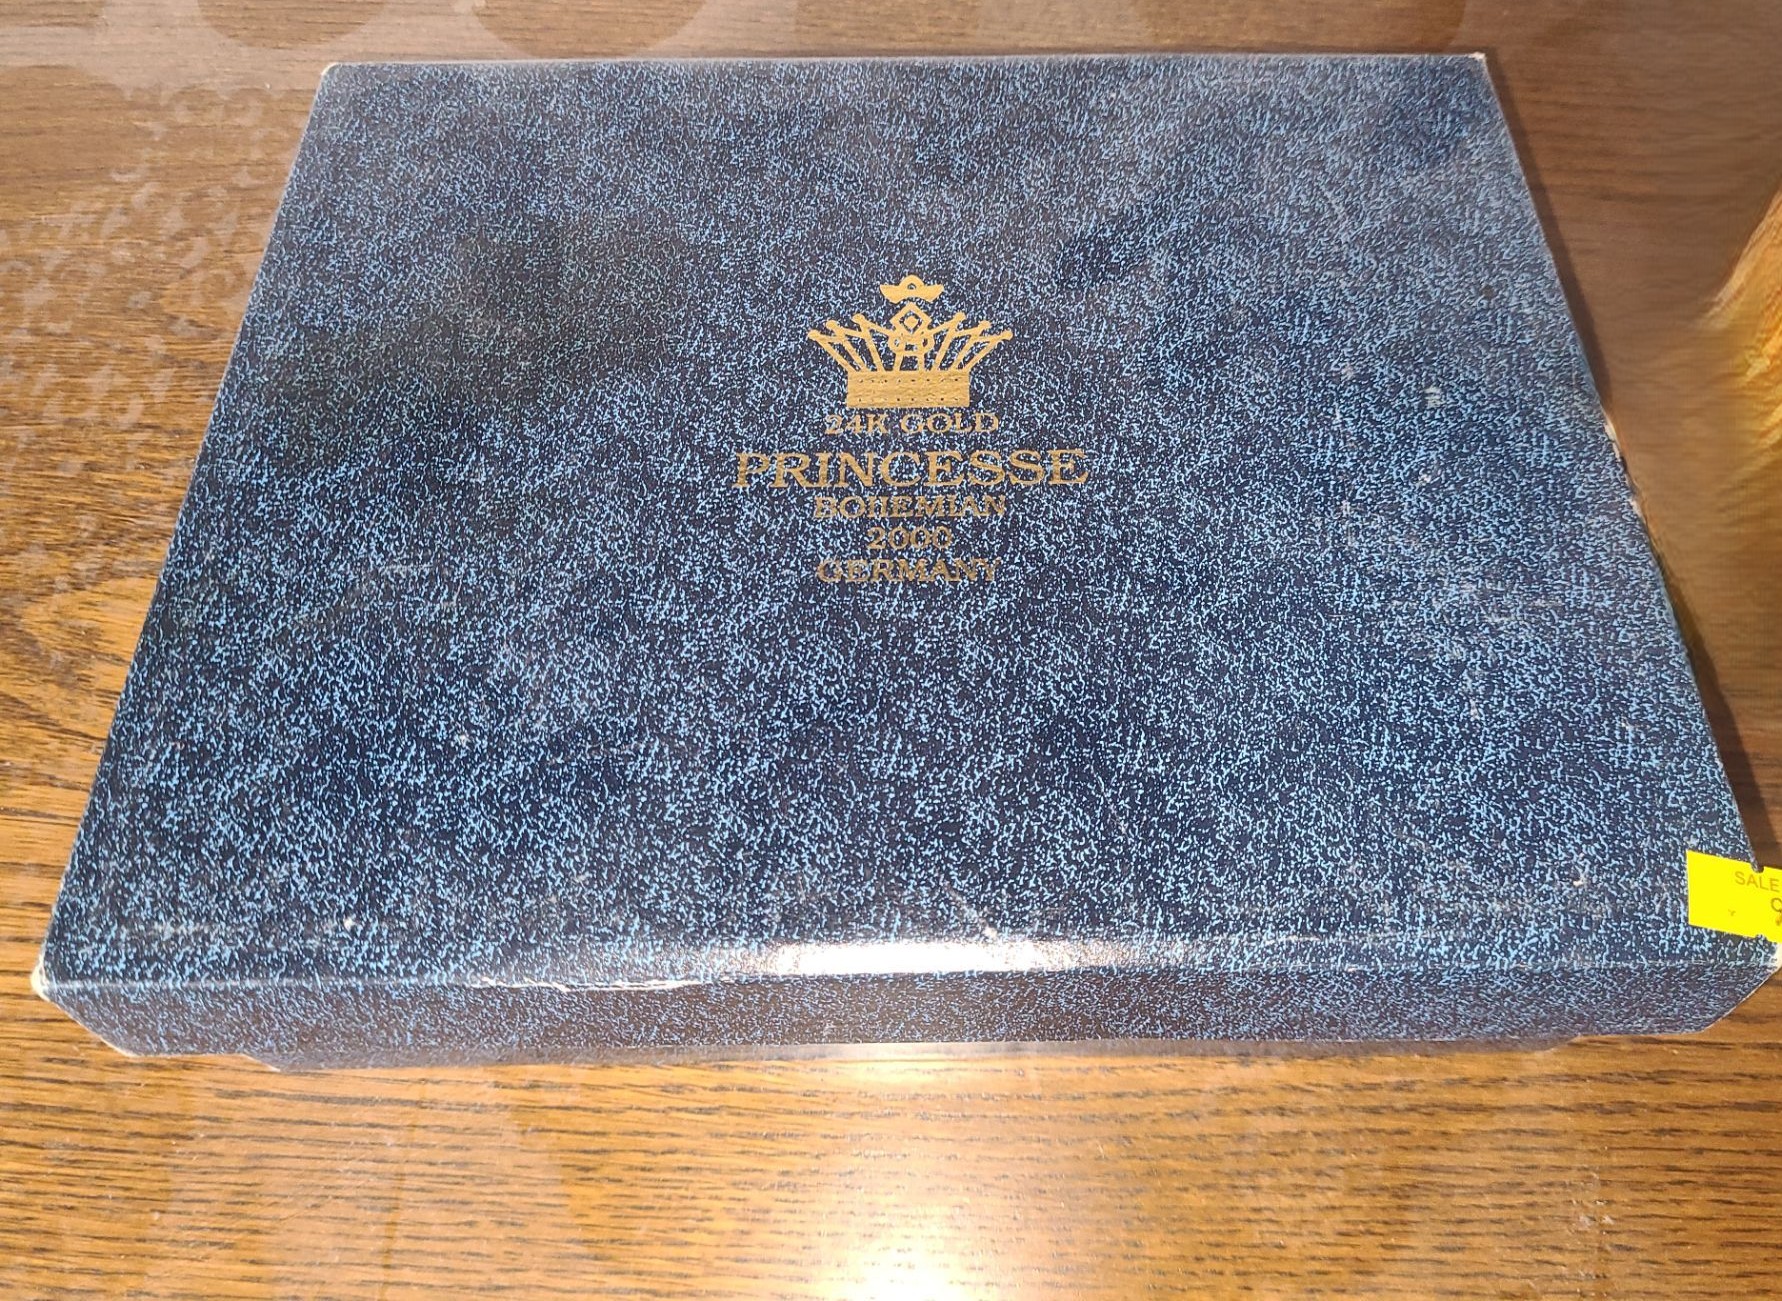 24K GOLD
PRINCESSE
BOHEMIAN
2000
GERMANY
SALE